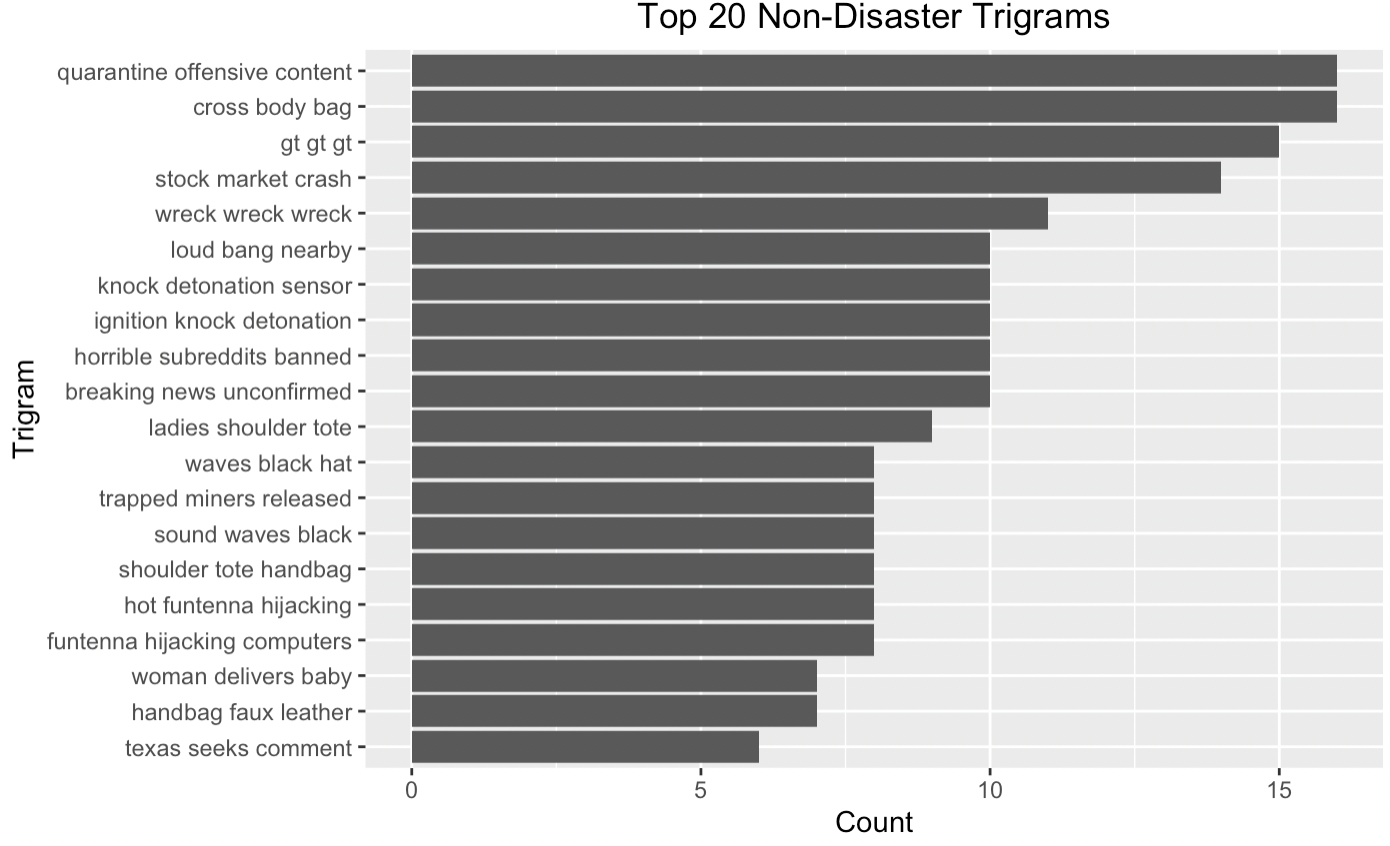 Top 20 Non-Disaster Trigrams
quarantine offensive content
cross body bag
gt gt gt
stock market crash
wreck wreck wreck
loud bang nearby
knock detonation sensor
ignition knock detonation
horrible subreddits banned
breaking news unconfirmed
ladies shoulder tote
waves black hat
trapped miners released
sound waves black
shoulder tote handbag
hot funtenna hijacking
funtenna hijacking computers
woman delivers baby
handbag faux leather
texas seeks comment
Trigram
0 5 10 15
Count